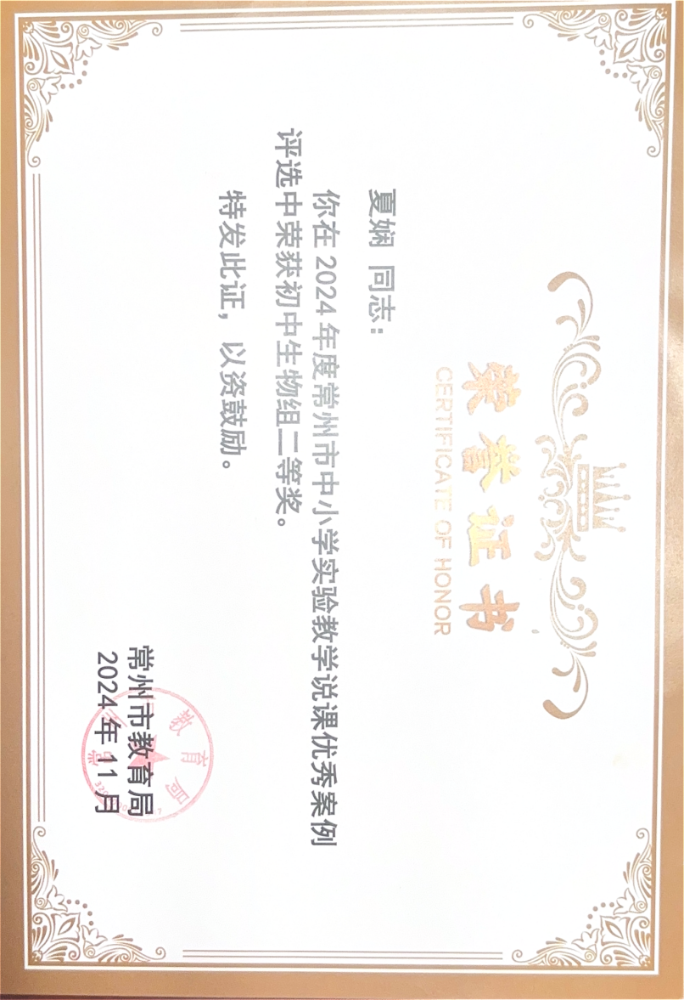 荣誉证书
CERTIFICATE OF HONOR
夏娴 同志：
你在 2024 年度常州市中小学实验教学说课优秀案例
评选中荣获初中生物组二等奖。
特发此证，以资鼓励。
常州市教育局
2024 年 11 月